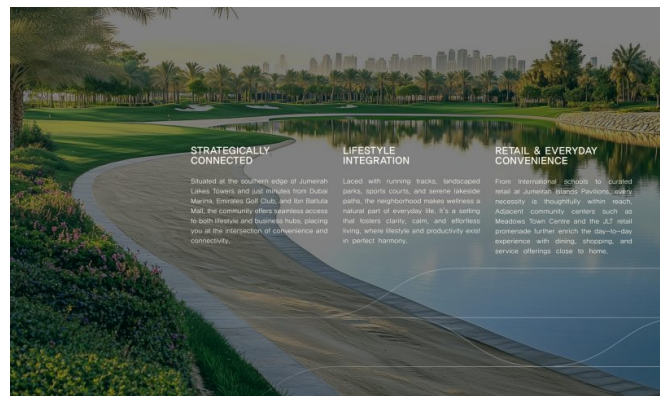 STRATEGICALLY
CONNECTED
Situated at the southern edge of Jumeirah
Lakes Towers and just minutes from Dubai
Marina, Emirates Golf Club, and Ibn Battuta
Mall, the community offers seamless access
to both lifestyle and business hubs, placing
you at the intersection of convenience and
connectivity.
LIFESTYLE
INTEGRATION
Laced with running tracks, landscaped
parks, sports courts, and serene lakeside
paths, the neighborhood makes wellness a
natural part of everyday life. It's a setting
that fosters clarity, calm, and effortless
living, where lifestyle and productivity exist
in perfect harmony.
RETAIL & EVERYDAY
CONVENIENCE
From international schools to curated
retail at Jumeirah Islands Pavilions, every
necessity is thoughtfully within reach.
Adjacent community centers such as
Meadows Town Centre and the JLT retail
promenade further enrich the day-to-day
experience with dining, shopping, and
service offerings close to home.